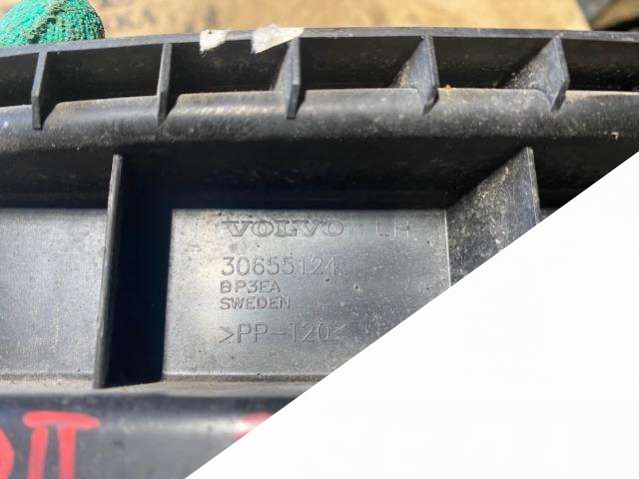 VOLVO LH
30655124
BP3EA
SWEDEN
>PP-T20<